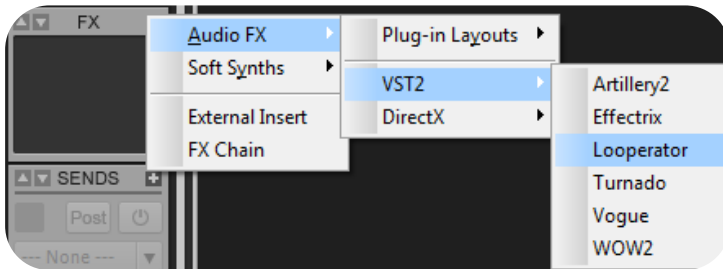 FX
Audio FX
Soft Synths
External Insert
FX Chain
Plug-in Layouts
VST2
DirectX
Artillery2
Effectrix
Looperator
Turnado
Vogue
WOW2
SENDS
Post
--- None ---